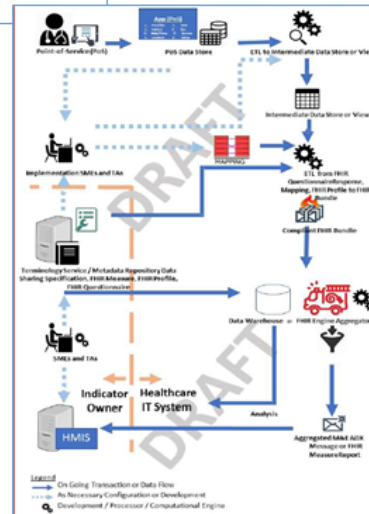 App (PoS)
Point-of-Service(PoS)
PoS Data Store
ETL to Intermediate Data Store or View
Intermediate Data Store or View
MAPPING
Implementation SMEs and TAs
ETL from FHIR
QuestionnaireResponse,
Mapping, FHIR Profile to FHIR
Bundle
Compliant FHIR Bundle
Terminology Service / Metadata Repository Data
Sharing Specification, FHIR Measure, FHIR Profile,
FHIR Questionnaire
Data Warehouse or FHIR Engine Aggregator
SMEs and TAs
Indicator
Owner
Healthcare
IT System
Analysis
HMIS
Aggregated M&E ADX
Message or FHIR
MeasureReport
DRAFT
DRAFT
Legend
On Going Transaction or Data Flow
As Necessary Configuration or Development
Development / Processor / Computational Engine